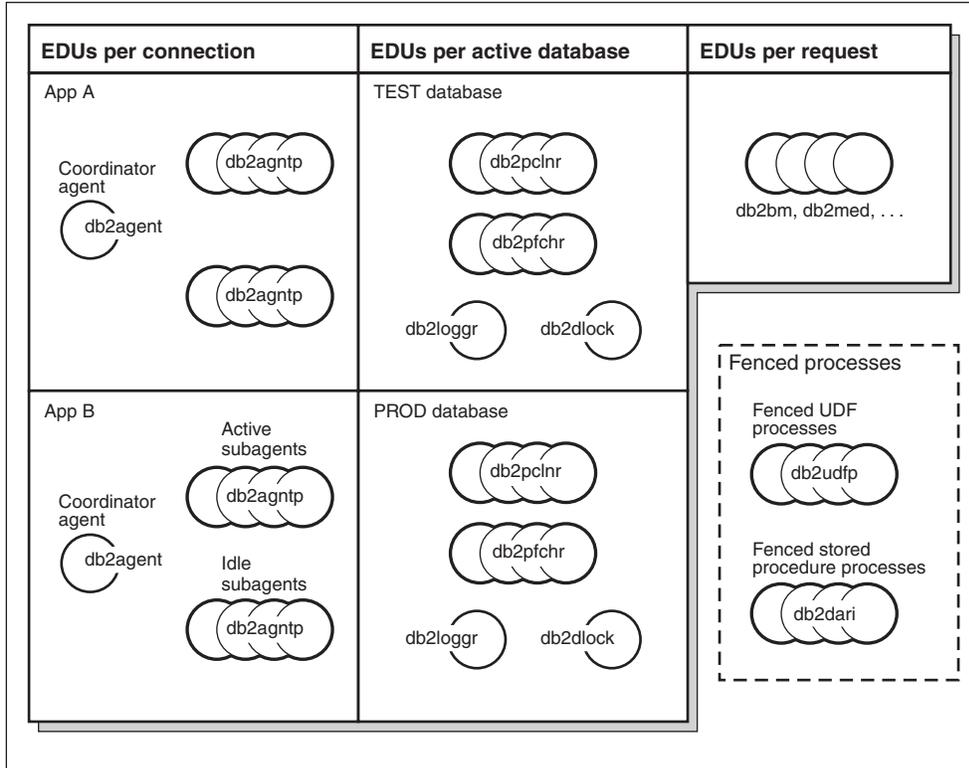 EDUs per connection
EDUs per active database
EDUs per request
App A
Coordinator
agent
db2agent
db2agntp
db2agntp
TEST database
db2pclnr
db2pfchr
db2loggr
db2dlock
db2bm, db2med, . . .
App B
Coordinator
agent
db2agent
Active
subagents
db2agntp
Idle
subagents
db2agntp
PROD database
db2pclnr
db2pfchr
db2loggr
db2dlock
Fenced processes
Fenced UDF
processes
db2udfp
Fenced stored
procedure processes
db2dari